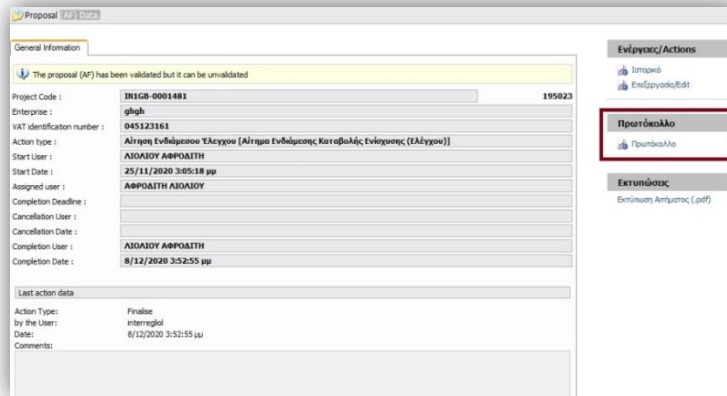 Proposal (AF) Data
General Information
The proposal (AF) has been validated but it can be unvalidated
Project Code : IN1GB-0001481 195023
Enterprise : ghgh
VAT identification number : 045123161
Action type : Αίτηση Ενδιάμεσου Έλεγχου [Αίτημα Ενδιάμεσης Καταβολής Ενίσχυσης (Ελέγχου)]
Start User : ΛΙΟΛΙΟΥ ΑΦΡΟΔΙΤΗ
Start Date : 25/11/2020 3:05:18 μμ
Assigned user : ΑΦΡΟΔΙΤΗ ΛΙΟΛΙΟΥ
Completion Deadline :
Cancellation User :
Cancellation Date :
Completion User : ΛΙΟΛΙΟΥ ΑΦΡΟΔΙΤΗ
Completion Date : 8/12/2020 3:52:55 μμ
Last action data
Action Type: Finalise
by the User: interregliol
Date: 8/12/2020 3:52:55 μμ
Comments:
Ενέργειες/Actions
Ιστορικό
Επεξεργασία/Edit
Πρωτόκολλο
Πρωτόκολλο
Εκτυπώσεις
Εκτύπωση Αιτήματος (.pdf)